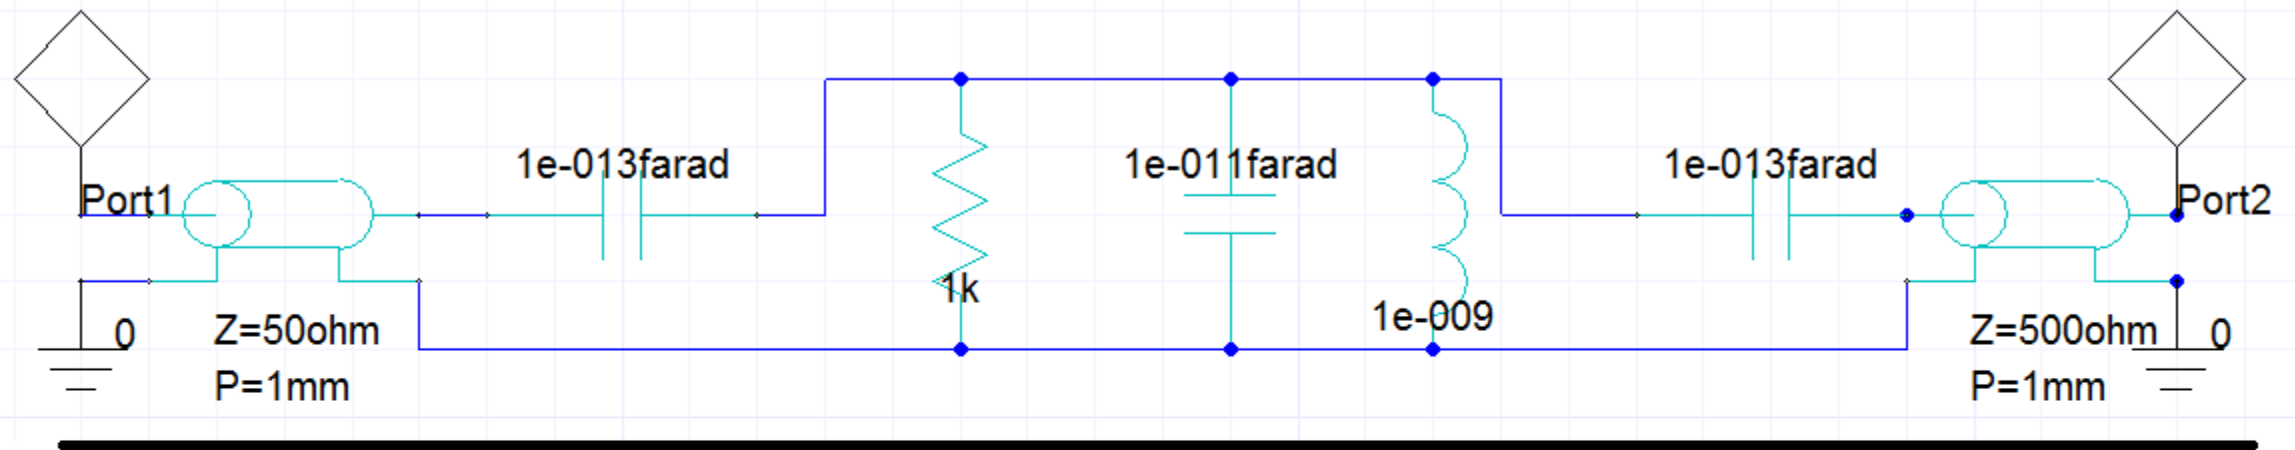 1e-013farad
1e-011farad
1e-013farad
Port1
Port2
1k
1e-009
0
Z=50ohm
P=1mm
Z=500ohm
0
P=1mm